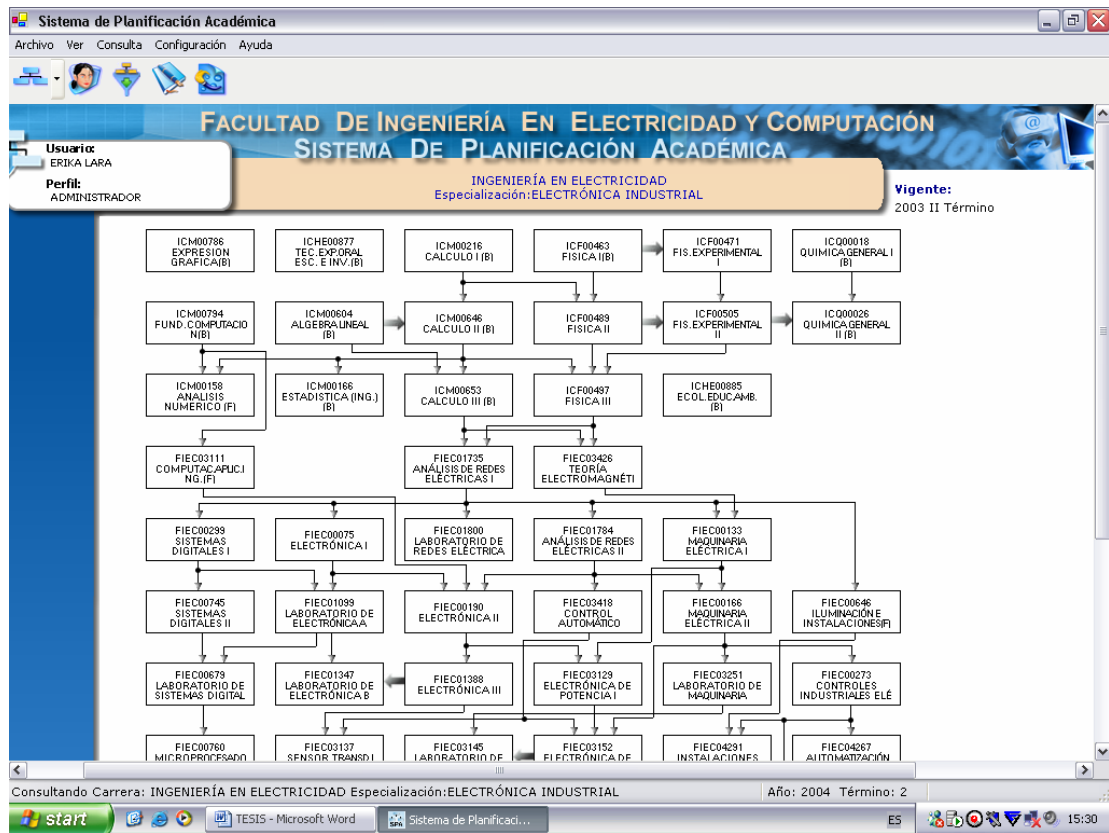 Sistema de Planificación Académica
Archivo Ver Consulta Configuración Ayuda
FACULTAD DE INGENIERÍA EN ELECTRICIDAD Y COMPUTACIÓN
SISTEMA DE PLANIFICACIÓN ACADÉMICA
Usuario:
ERIKA LARA
Perfil:
ADMINISTRADOR
INGENIERÍA EN ELECTRICIDAD
Especialización:ELECTRÓNICA INDUSTRIAL
Vigente:
2003 II Término
ICM00786
EXPRESION
GRAFICA(B)
ICHE00877
TEC.EXP.ORAL
ESC. E INV.(B)
ICM00216
CALCULO I (B)
ICF00463
FISICA I(B)
ICF00471
FIS.EXPERIMENTAL
I
ICQ00018
QUIMICA GENERAL I
(B)
ICM00794
FUND.COMPUTACIO
N(B)
ICM00604
ALGEBRA LINEAL
(B)
ICM00646
CALCULO II (B)
ICF00489
FISICA II
ICF00505
FIS.EXPERIMENTAL
II
ICQ00026
QUIMICA GENERAL
II (B)
ICM00158
ANALISIS
NUMERICO (F)
ICM00166
ESTADISTICA (ING.)
(B)
ICM00653
CALCULO III (B)
ICF00497
FISICA III
ICHE00885
ECOL.EDUC.AMB.
(B)
FIEC03111
COMPUTAC.APLIC.I
NG.(F)
FIEC01735
ANÁLISIS DE REDES
ELÉCTRICAS I
FIEC03426
TEORÍA
ELECTROMAGNÉTI
FIEC00299
SISTEMAS
DIGITALES I
FIEC00075
ELECTRÓNICA I
FIEC01800
LABORATORIO DE
REDES ELÉCTRICA
FIEC01784
ANÁLISIS DE REDES
ELÉCTRICAS II
FIEC00133
MAQUINARIA
ELÉCTRICA I
FIEC00745
SISTEMAS
DIGITALES II
FIEC01099
LABORATORIO DE
ELECTRÓNICA A
FIEC00190
ELECTRÓNICA II
FIEC03418
CONTROL
AUTOMÁTICO
FIEC00166
MAQUINARIA
ELÉCTRICA II
FIEC00646
ILUMINACIÓN E
INSTALACIONES(F)
FIEC00679
LABORATORIO DE
SISTEMAS DIGITAL
FIEC01347
LABORATORIO DE
ELECTRÓNICA B
FIEC01388
ELECTRÓNICA III
FIEC03129
ELECTRÓNICA DE
POTENCIA I
FIEC03251
LABORATORIO DE
MAQUINARIA
FIEC00273
CONTROLES
INDUSTRIALES ELÉ
FIEC00760
MICROPROCESADO
FIEC03137
SENSOR TRANSD.I
FIEC03145
LABORATORIO DE
FIEC03152
ELECTRÓNICA DE
FIEC04291
INSTALACIONES
FIEC04267
AUTOMATIZACIÓN
Consultando Carrera: INGENIERÍA EN ELECTRICIDAD Especialización:ELECTRÓNICA INDUSTRIAL Año: 2004 Término: 2
start TESIS - Microsoft Word Sistema de Planificaci... ES 15:30